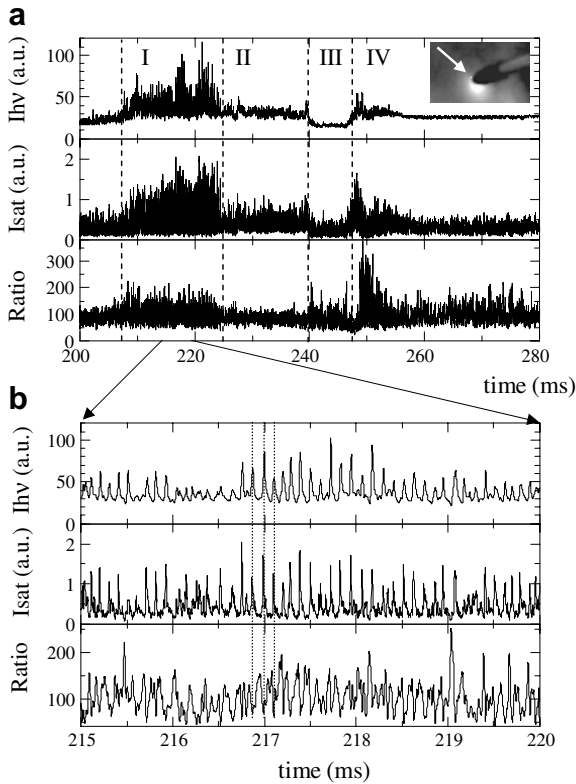 a
I II III IV
Ihν (a.u.)
100
50
0
Isat (a.u.)
2
1
0
Ratio
300
200
100
0
200 220 240 260 280
time (ms)
b
Ihν (a.u.)
100
50
0
Isat (a.u.)
2
1
0
Ratio
200
100
215 216 217 218 219 220
time (ms)